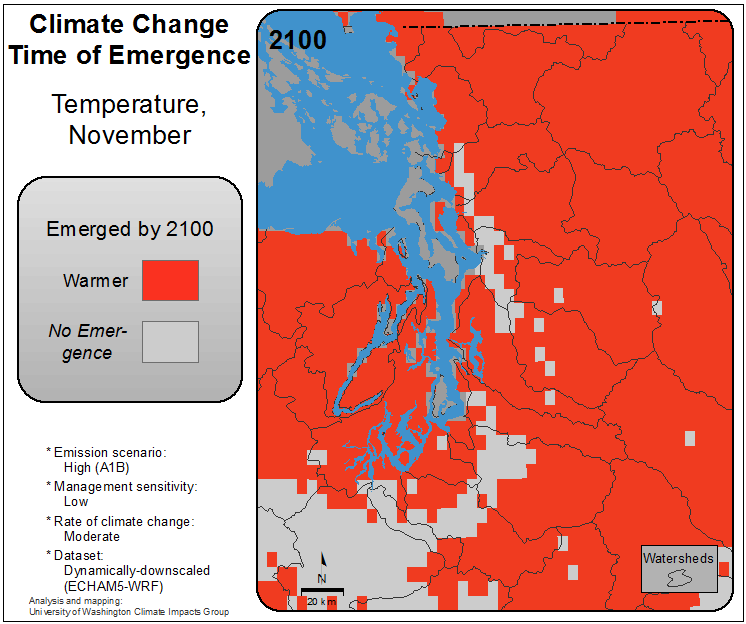 Climate Change
Time of Emergence
Temperature,
November
Emerged by 2100
Warmer
No Emer-
gence
* Emission scenario:
High (A1B)
* Management sensitivity:
Low
* Rate of climate change:
Moderate
* Dataset:
Dynamically-downscaled
(ECHAM5-WRF)
Analysis and mapping:
University of Washington Climate Impacts Group
2100
N
20 km
Watersheds